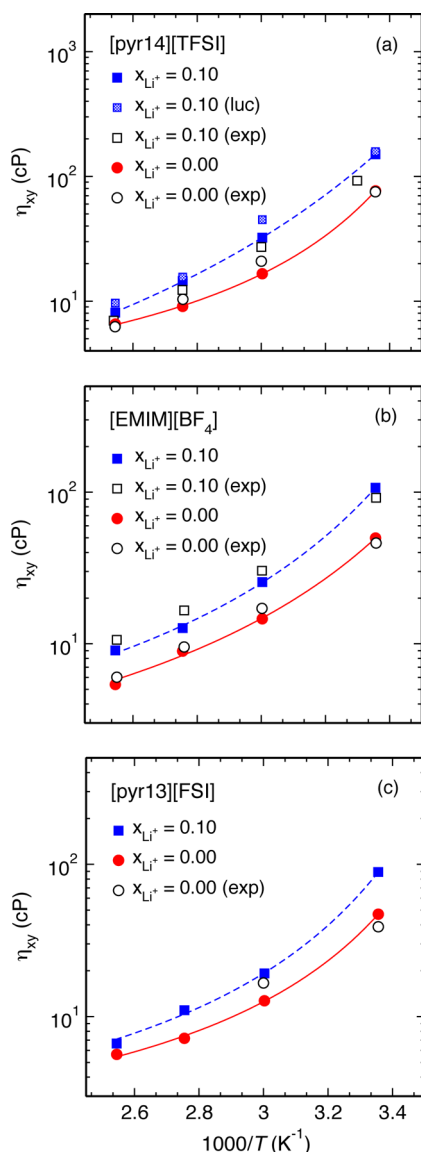 [pyr14][TFSI]
(a)
x_Li⁺ = 0.10
x_Li⁺ = 0.10 (luc)
x_Li⁺ = 0.10 (exp)
x_Li⁺ = 0.00
x_Li⁺ = 0.00 (exp)
10³
10²
10¹
η_xy (cP)
[EMIM][BF₄]
(b)
x_Li⁺ = 0.10
x_Li⁺ = 0.10 (exp)
x_Li⁺ = 0.00
x_Li⁺ = 0.00 (exp)
10²
10¹
η_xy (cP)
[pyr13][FSI]
(c)
x_Li⁺ = 0.10
x_Li⁺ = 0.00
x_Li⁺ = 0.00 (exp)
10²
10¹
η_xy (cP)
2.6 2.8 3 3.2 3.4
1000/T (K⁻¹)